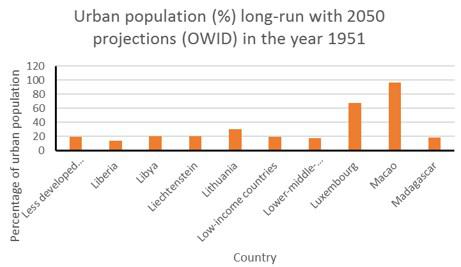 Urban population (%) long-run with 2050
projections (OWID) in the year 1951
Percentage of urban population
120
100
80
60
40
20
0
Less developed...
Liberia
Libya
Liechtenstein
Lithuania
Low-income countries
Lower-middle-...
Luxembourg
Macao
Madagascar
Country